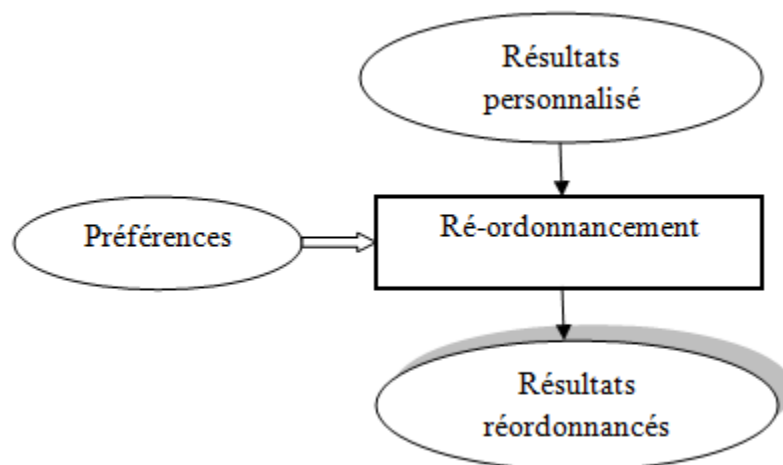 Résultats
personnalisé
Préférences
Ré-ordonnancement
Résultats
réordonnancés